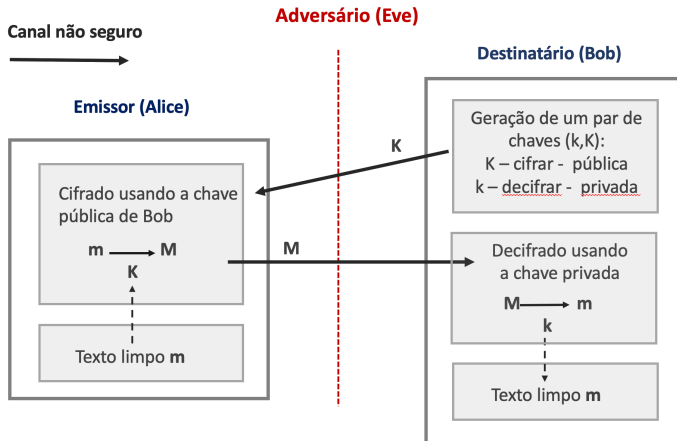 Adversário (Eve)
Canal não seguro
Destinatário (Bob)
Emissor (Alice)
Geração de um par de
chaves (k,K):
K – cifrar - pública
k – decifrar - privada
K
Cifrado usando a chave
pública de Bob
m M
K
M
Decifrado usando
a chave privada
M m
k
Texto limpo m
Texto limpo m